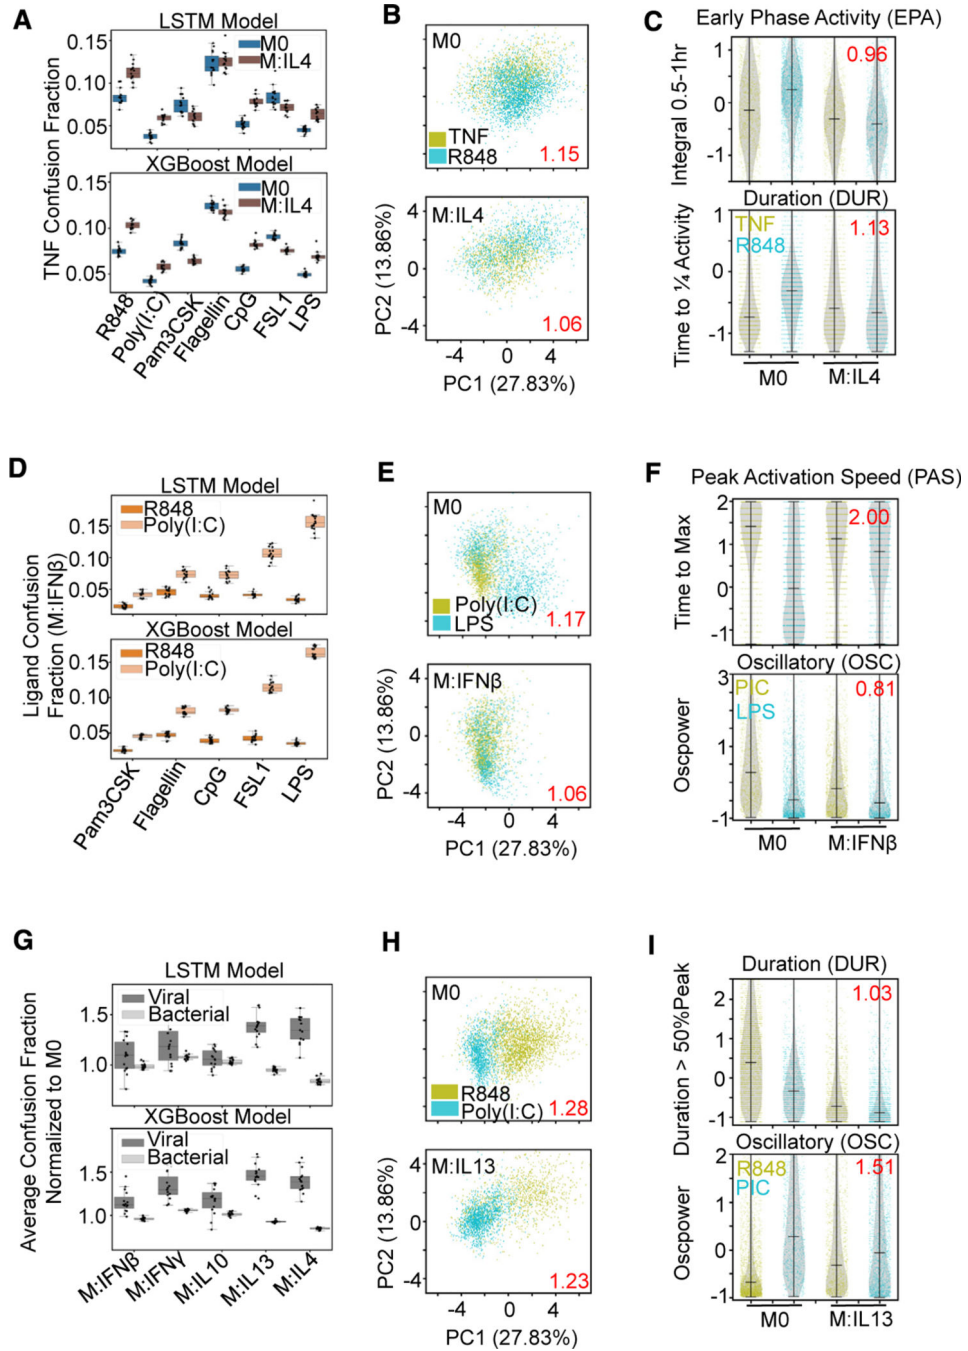 A
LSTM Model
M0
M:IL4
0.15
0.10
0.05
XGBoost Model
M0
M:IL4
0.15
0.10
0.05
TNF Confusion Fraction
R848
Poly(I:C)
Pam3CSK
Flagellin
CpG
FSL1
LPS
B
M0
TNF
R848
1.15
M:IL4
4
0
-4
1.06
PC2 (13.86%)
-4
0
4
PC1 (27.83%)
C
Early Phase Activity (EPA)
0.96
1
0
-1
Integral 0.5-1hr
Duration (DUR)
TNF
R848
1.13
1
0
-1
Time to ¼ Activity
M0
M:IL4
D
LSTM Model
R848
Poly(I:C)
0.15
0.10
0.05
XGBoost Model
R848
Poly(I:C)
0.15
0.10
0.05
Ligand Confusion
Fraction (M:IFNβ)
Pam3CSK
Flagellin
CpG
FSL1
LPS
E
M0
Poly(I:C)
LPS
1.17
M:IFNβ
4
0
-4
1.06
PC2 (13.86%)
-4
0
4
PC1 (27.83%)
F
Peak Activation Speed (PAS)
2.00
2
1
0
-1
Time to Max
Oscillatory (OSC)
PIC
LPS
0.81
3
2
1
0
-1
Oscpower
M0
M:IFNβ
G
LSTM Model
Viral
Bacterial
1.5
1.0
XGBoost Model
Viral
Bacterial
1.5
1.0
Average Confusion Fraction
Normalized to M0
M:IFNβ
M:IFNγ
M:IL10
M:IL13
M:IL4
H
M0
R848
Poly(I:C)
1.28
M:IL13
4
0
-4
1.23
PC2 (13.86%)
-4
0
4
PC1 (27.83%)
I
Duration (DUR)
1.03
2
1
0
-1
Duration > 50%Peak
Oscillatory (OSC)
R848
PIC
1.51
2
1
0
-1
Oscpower
M0
M:IL13